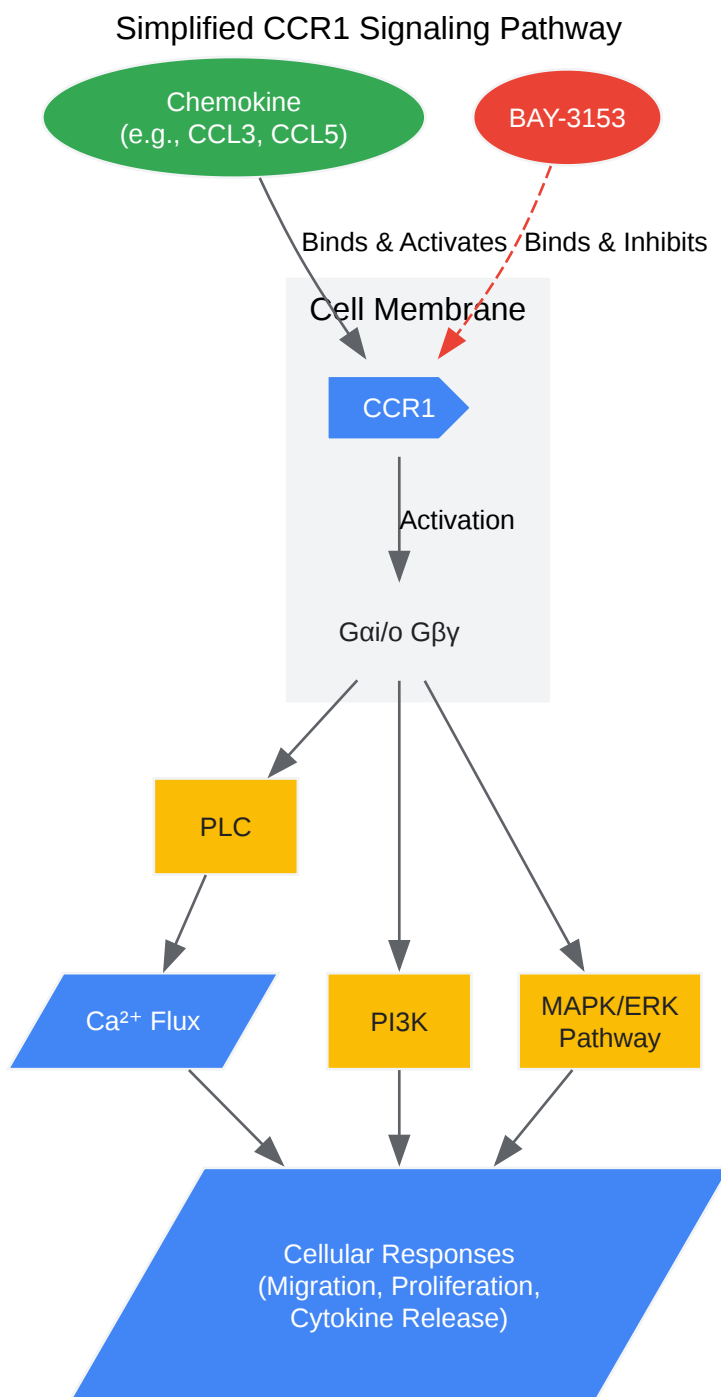 Simplified CCR1 Signaling Pathway
Chemokine
(e.g., CCL3, CCL5)
BAY-3153
Binds & Activates
Binds & Inhibits
Cell Membrane
CCR1
Activation
Gαi/o Gβγ
PLC
Ca²⁺ Flux
PI3K
MAPK/ERK
Pathway
Cellular Responses
(Migration, Proliferation,
Cytokine Release)